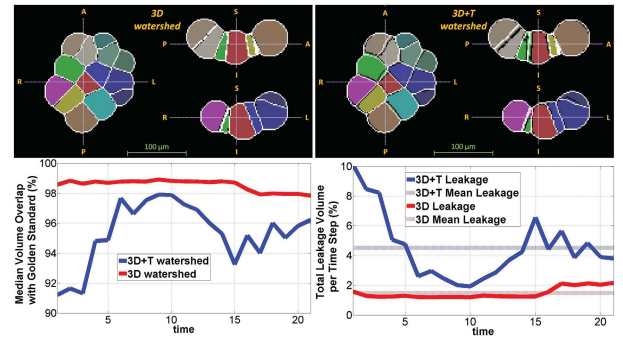 A
3D
watershed
S
P
A
I
R
L
S
R
L
P
I
100 µm
A
3D+T
watershed
S
P
A
I
R
L
S
R
L
P
I
100 µm
Median Volume Overlap
with Golden Standard (%)
100
98
96
94
92
90
5
10
15
20
time
3D+T watershed
3D watershed
Total Leakage Volume
per Time Step (%)
10
8
6
4
2
0
5
10
15
20
time
3D+T Leakage
3D+T Mean Leakage
3D Leakage
3D Mean Leakage